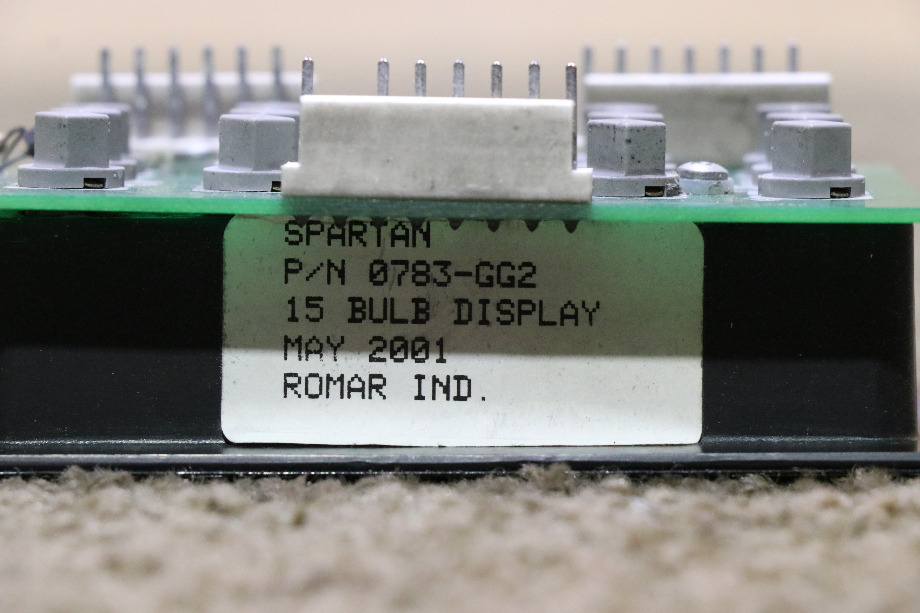 SPARTAN
P/N 0783-GG2
15 BULB DISPLAY
MAY 2001
ROMAR IND.